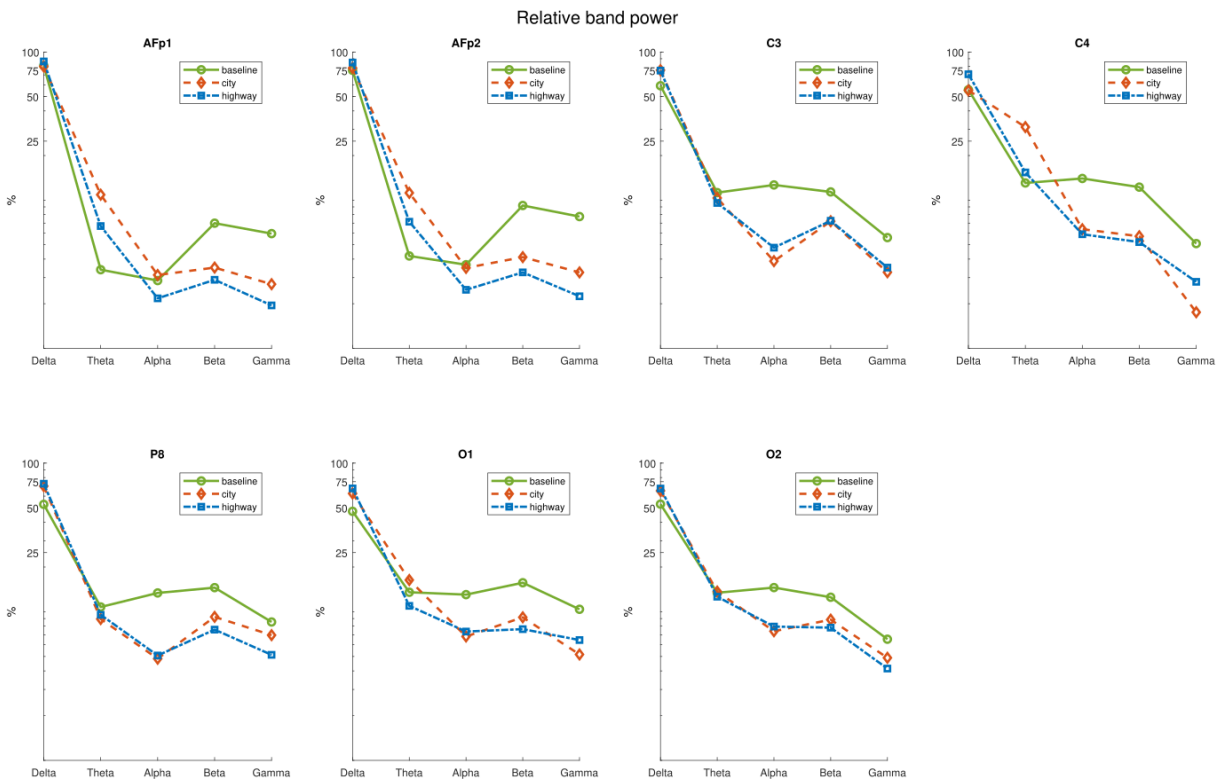 Relative band power
AFp1
100
75
50
25
%
baseline
city
highway
Delta Theta Alpha Beta Gamma
AFp2
100
75
50
25
%
baseline
city
highway
Delta Theta Alpha Beta Gamma
C3
100
75
50
25
%
baseline
city
highway
Delta Theta Alpha Beta Gamma
C4
100
75
50
25
%
baseline
city
highway
Delta Theta Alpha Beta Gamma
P8
100
75
50
25
%
baseline
city
highway
Delta Theta Alpha Beta Gamma
O1
100
75
50
25
%
baseline
city
highway
Delta Theta Alpha Beta Gamma
O2
100
75
50
25
%
baseline
city
highway
Delta Theta Alpha Beta Gamma